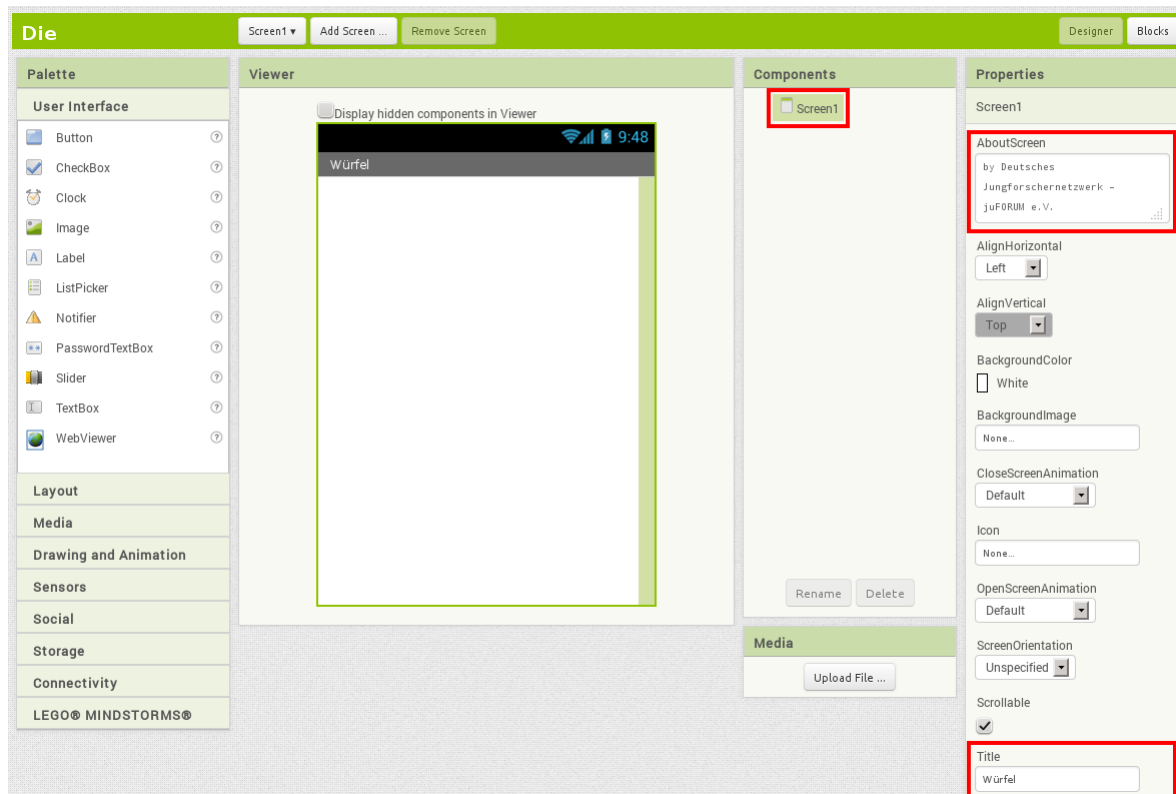 Die
Screen1 ▾
Add Screen ...
Remove Screen
Designer
Blocks
Palette
User Interface
Button
CheckBox
Clock
Image
Label
ListPicker
Notifier
PasswordTextBox
Slider
TextBox
WebViewer
Layout
Media
Drawing and Animation
Sensors
Social
Storage
Connectivity
LEGO® MINDSTORMS®
Viewer
Display hidden components in Viewer
9:48
Würfel
Components
Screen1
Rename
Delete
Media
Upload File ...
Properties
Screen1
AboutScreen
by Deutsches
Jungforschernetzwerk –
juFORUM e.V.
AlignHorizontal
Left
AlignVertical
Top
BackgroundColor
White
BackgroundImage
None...
CloseScreenAnimation
Default
Icon
None...
OpenScreenAnimation
Default
ScreenOrientation
Unspecified
Scrollable
Title
Würfel